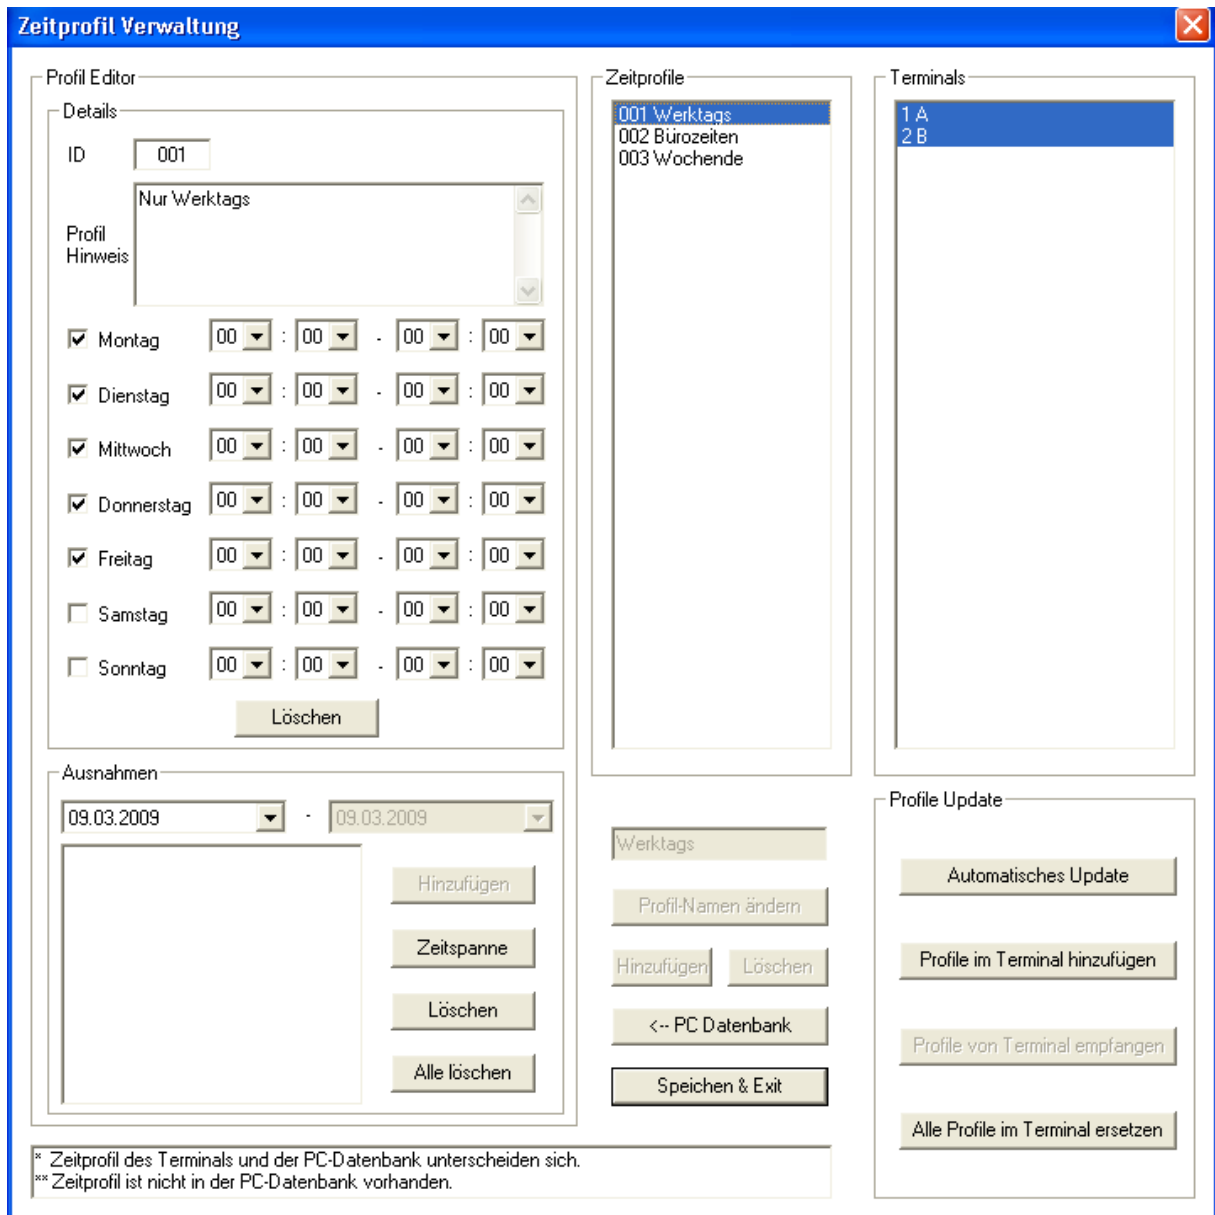 Zeitprofil Verwaltung
Profil Editor
Details
ID 001
Profil Hinweis
Nur Werktags
Montag 00 : 00 - 00 : 00
Dienstag 00 : 00 - 00 : 00
Mittwoch 00 : 00 - 00 : 00
Donnerstag 00 : 00 - 00 : 00
Freitag 00 : 00 - 00 : 00
Samstag 00 : 00 - 00 : 00
Sonntag 00 : 00 - 00 : 00
Löschen
Ausnahmen
09.03.2009 - 09.03.2009
Hinzufügen
Zeitspanne
Löschen
Alle löschen
Zeitprofile
001 Werktags
002 Bürozeiten
003 Wochende
Werktags
Profil-Namen ändern
Hinzufügen Löschen
<-- PC Datenbank
Speichen & Exit
Terminals
1 A
2 B
Profile Update
Automatisches Update
Profile im Terminal hinzufügen
Profile von Terminal empfangen
Alle Profile im Terminal ersetzen
* Zeitprofil des Terminals und der PC-Datenbank unterscheiden sich.
** Zeitprofil ist nicht in der PC-Datenbank vorhanden.